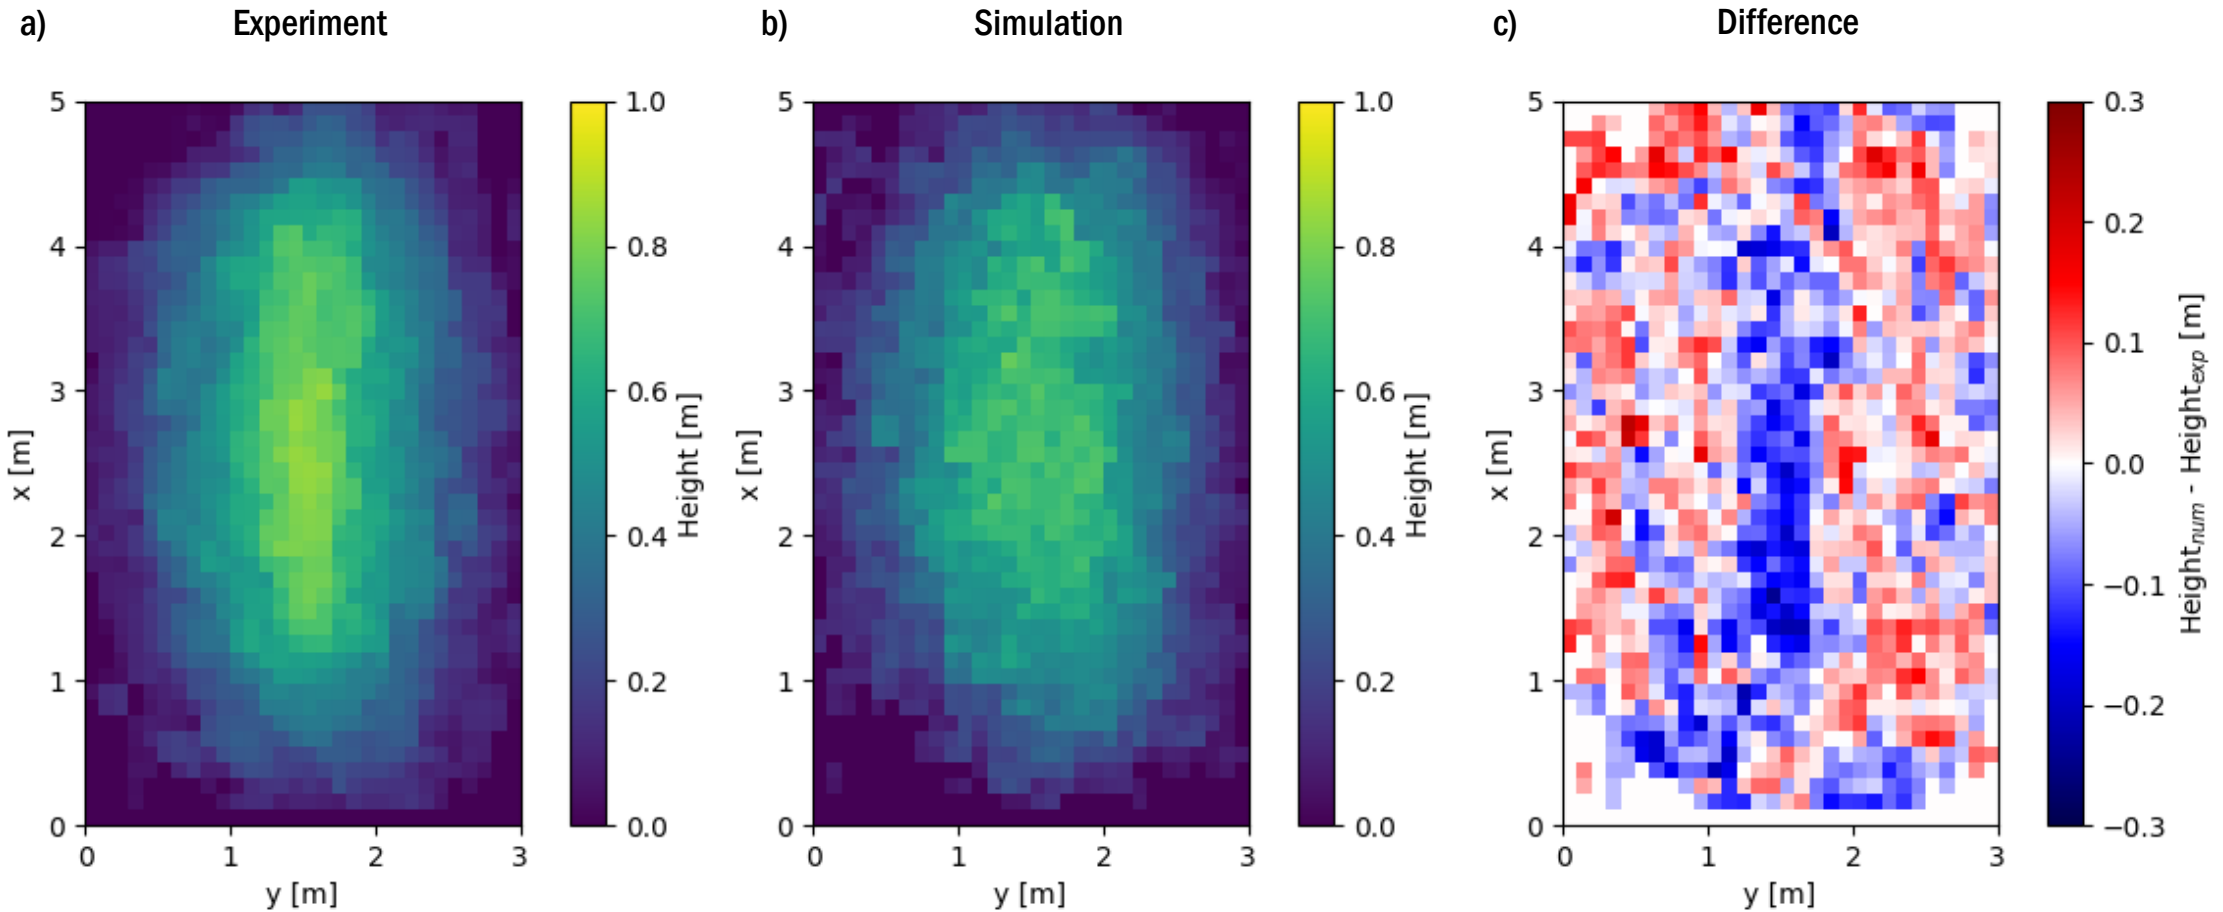 a) Experiment
b) Simulation
c) Difference
5
4
3
2
1
0
x [m]
0 1 2 3
y [m]
1.0
0.8
0.6
0.4
0.2
0.0
Height [m]
5
4
3
2
1
0
x [m]
0 1 2 3
y [m]
1.0
0.8
0.6
0.4
0.2
0.0
Height [m]
5
4
3
2
1
0
x [m]
0 1 2 3
y [m]
0.3
0.2
0.1
0.0
−0.1
−0.2
−0.3
Height_num - Height_exp [m]